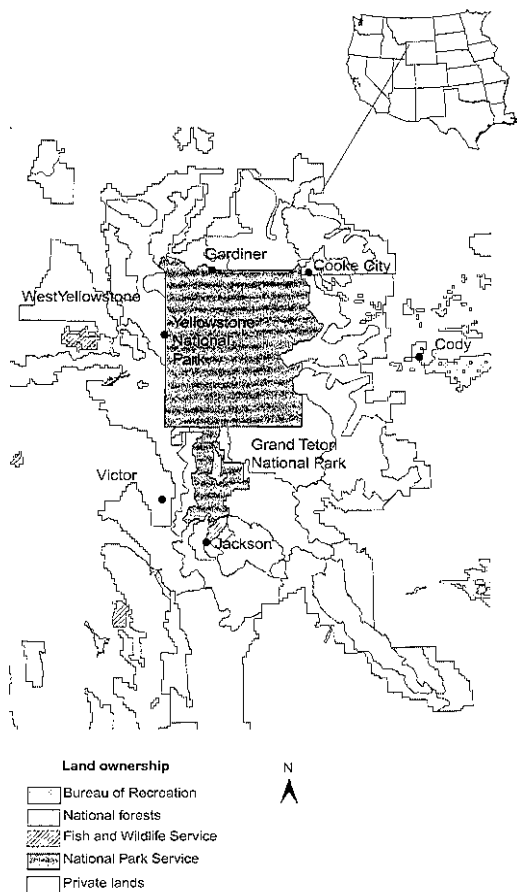 Gardiner
Cooke City
WestYellowstone
Yellowstone
National
Park
Cody
Grand Teton
National Park
Victor
Jackson
Land ownership
N
Bureau of Recreation
National forests
Fish and Wildlife Service
National Park Service
Private lands